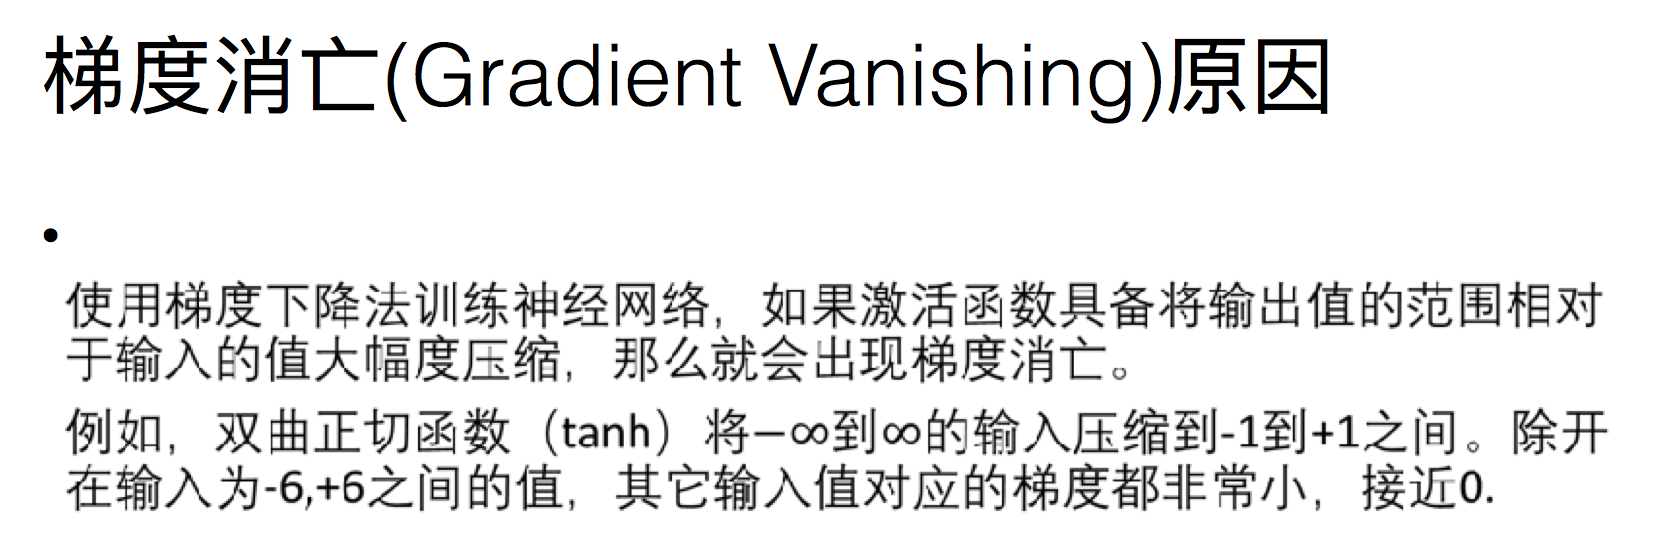 梯度消亡(Gradient Vanishing)原因
•
使用梯度下降法训练神经网络，如果激活函数具备将输出值的范围相对
于输入的值大幅度压缩，那么就会出现梯度消亡。
例如，双曲正切函数（tanh）将−∞到∞的输入压缩到-1到+1之间。除开
在输入为-6,+6之间的值，其它输入值对应的梯度都非常小，接近0.